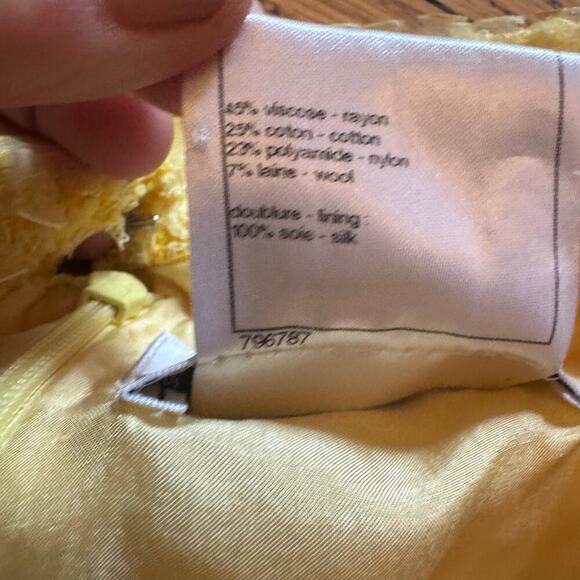 45% viscose - rayon
25% coton - cotton
23% polyamide - nylon
7% laine - wool
doublure - lining :
100% soie - silk
796787